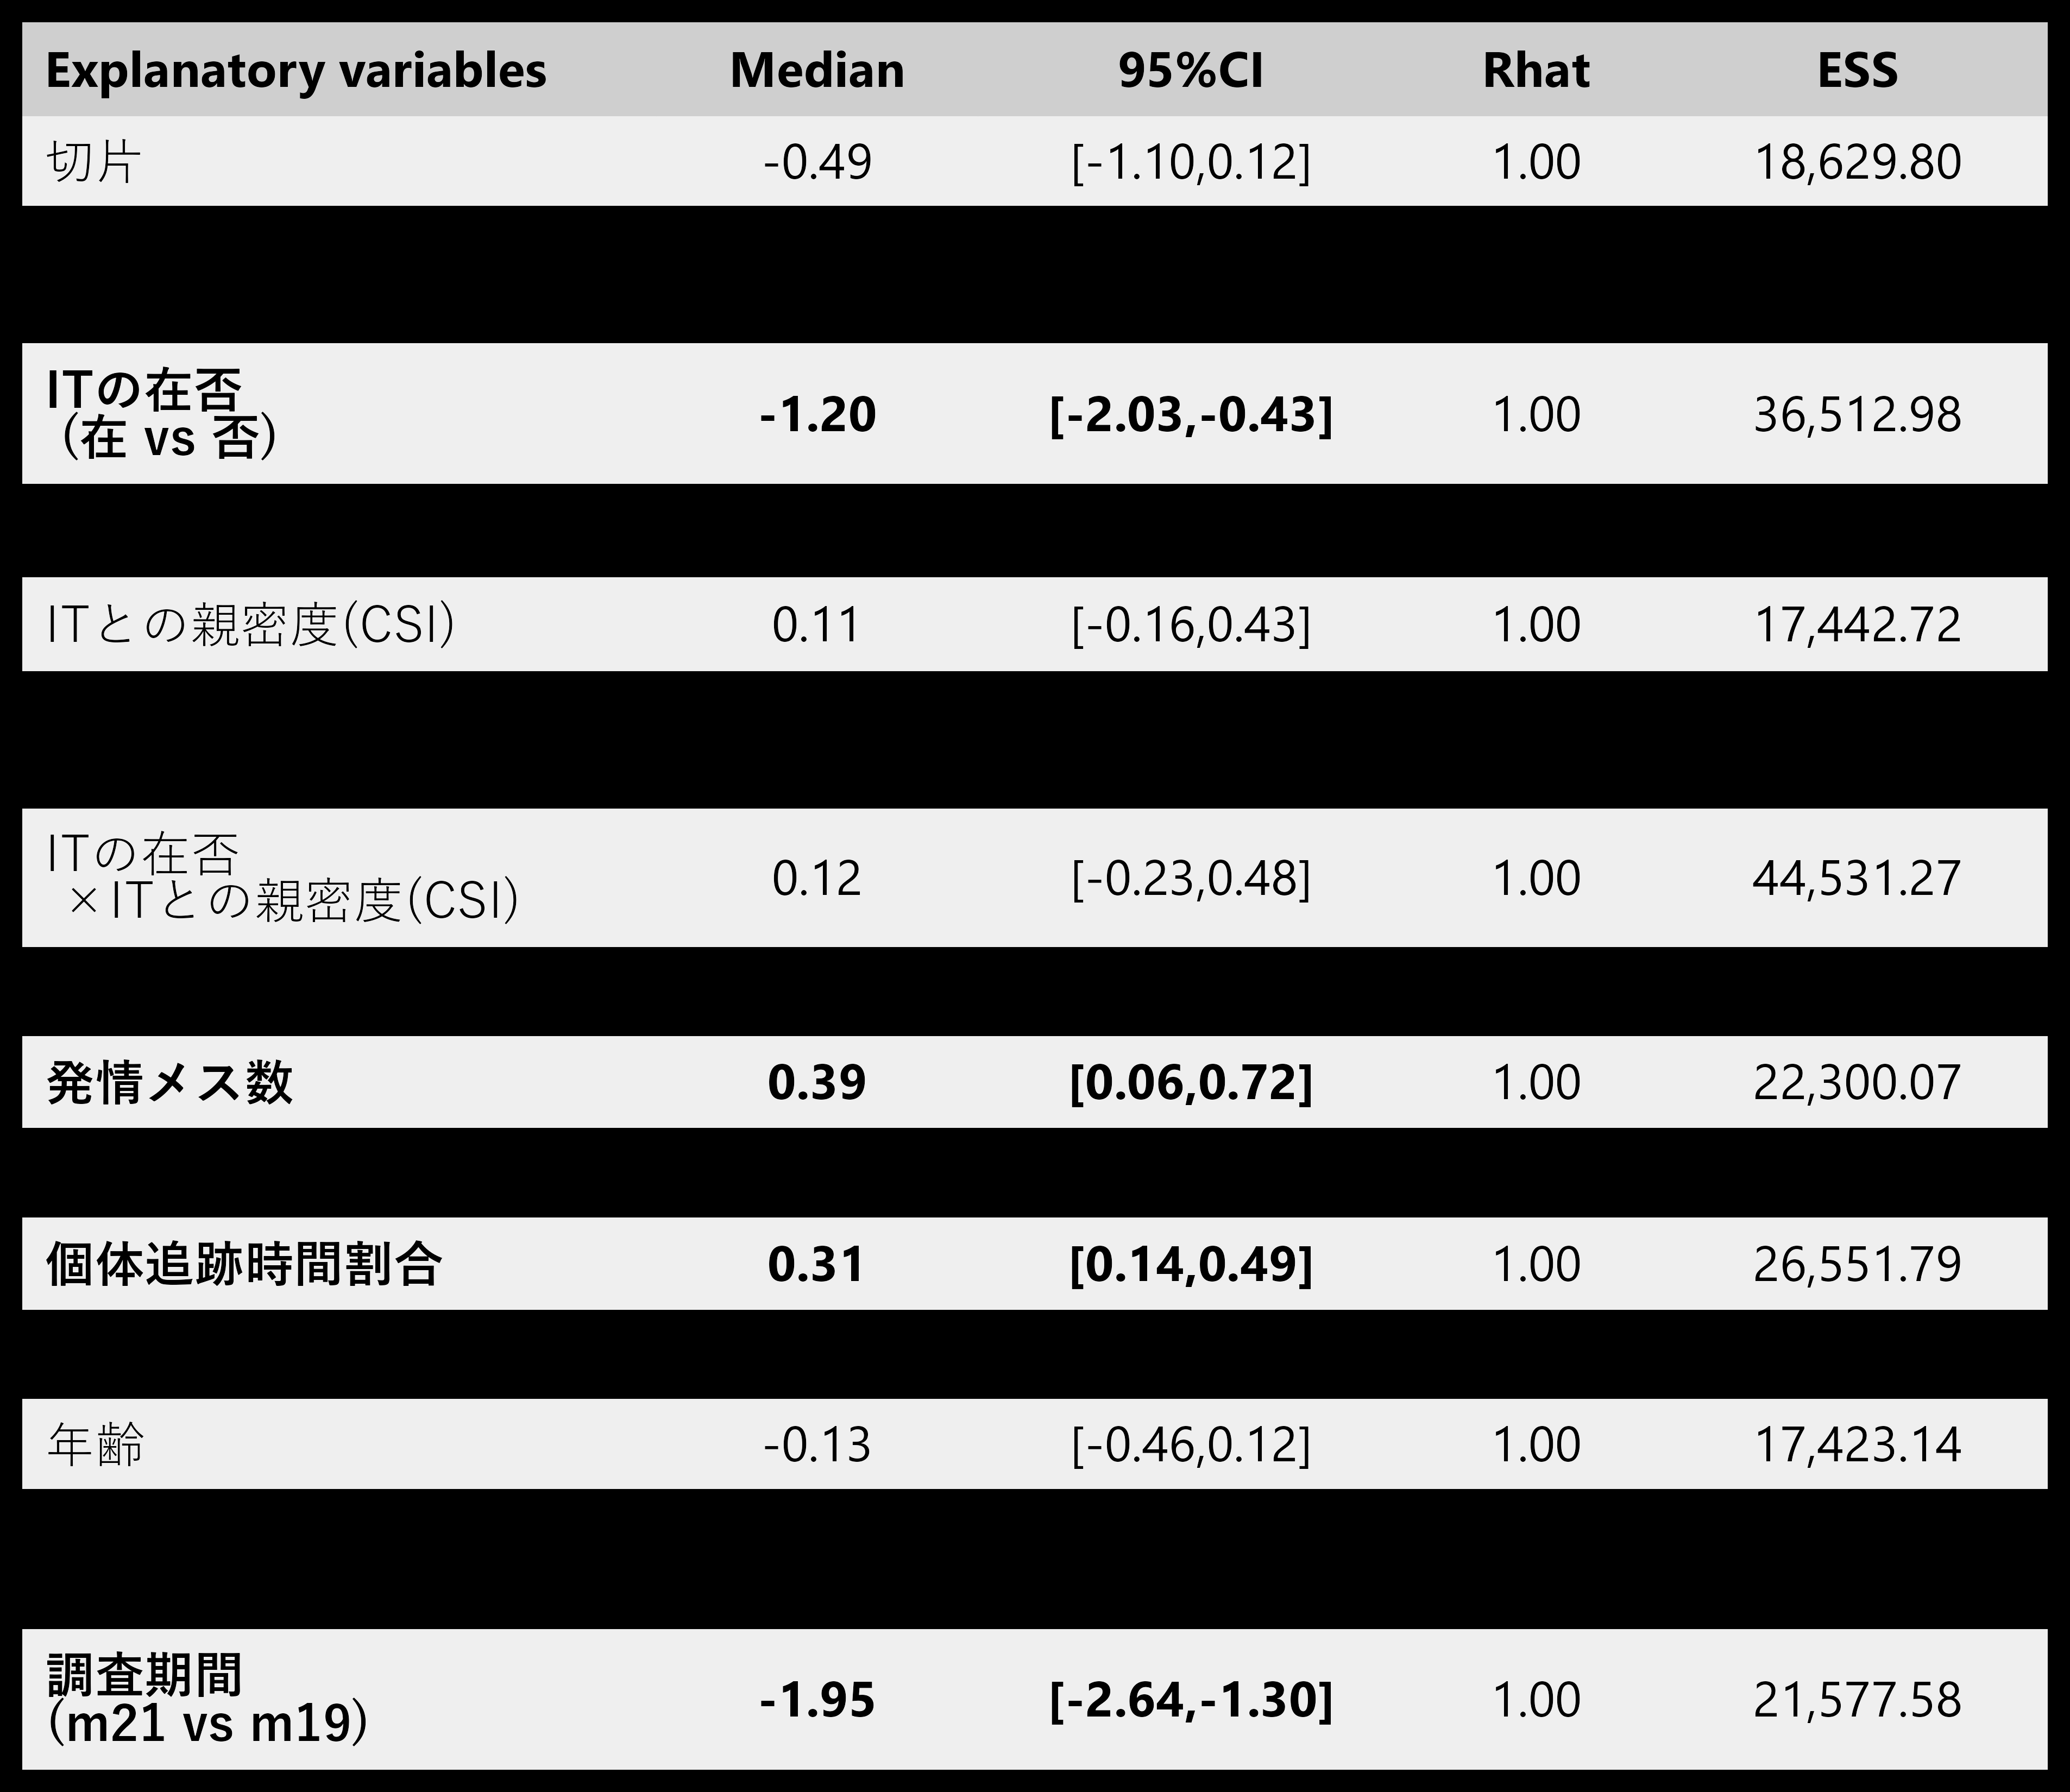 Explanatory variables Median 95%CI Rhat ESS
切片 -0.49 [-1.10,0.12] 1.00 18,629.80
ITの在否
(在 vs 否) -1.20 [-2.03,-0.43] 1.00 36,512.98
ITとの親密度(CSI) 0.11 [-0.16,0.43] 1.00 17,442.72
ITの在否
×ITとの親密度(CSI) 0.12 [-0.23,0.48] 1.00 44,531.27
発情メス数 0.39 [0.06,0.72] 1.00 22,300.07
個体追跡時間割合 0.31 [0.14,0.49] 1.00 26,551.79
年齢 -0.13 [-0.46,0.12] 1.00 17,423.14
調査期間
(m21 vs m19) -1.95 [-2.64,-1.30] 1.00 21,577.58